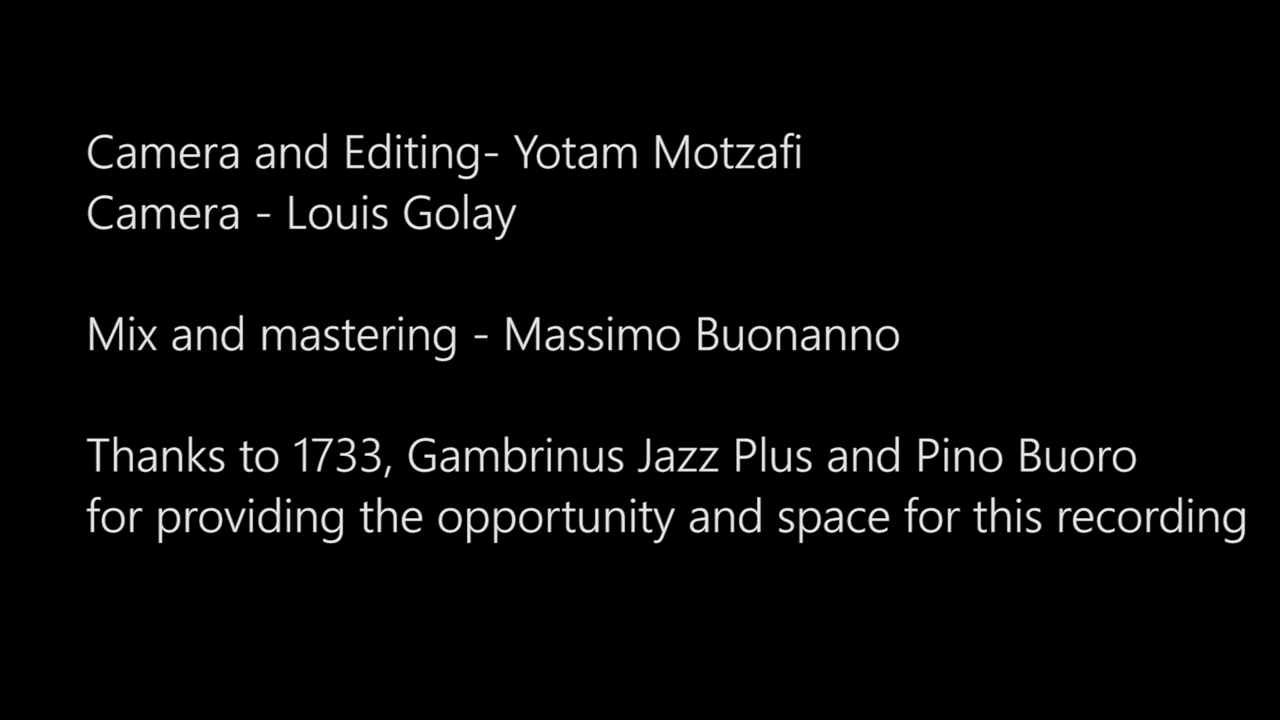 Camera and Editing- Yotam Motzafi
Camera - Louis Golay
Mix and mastering - Massimo Buonanno
Thanks to 1733, Gambrinus Jazz Plus and Pino Buoro
for providing the opportunity and space for this recording